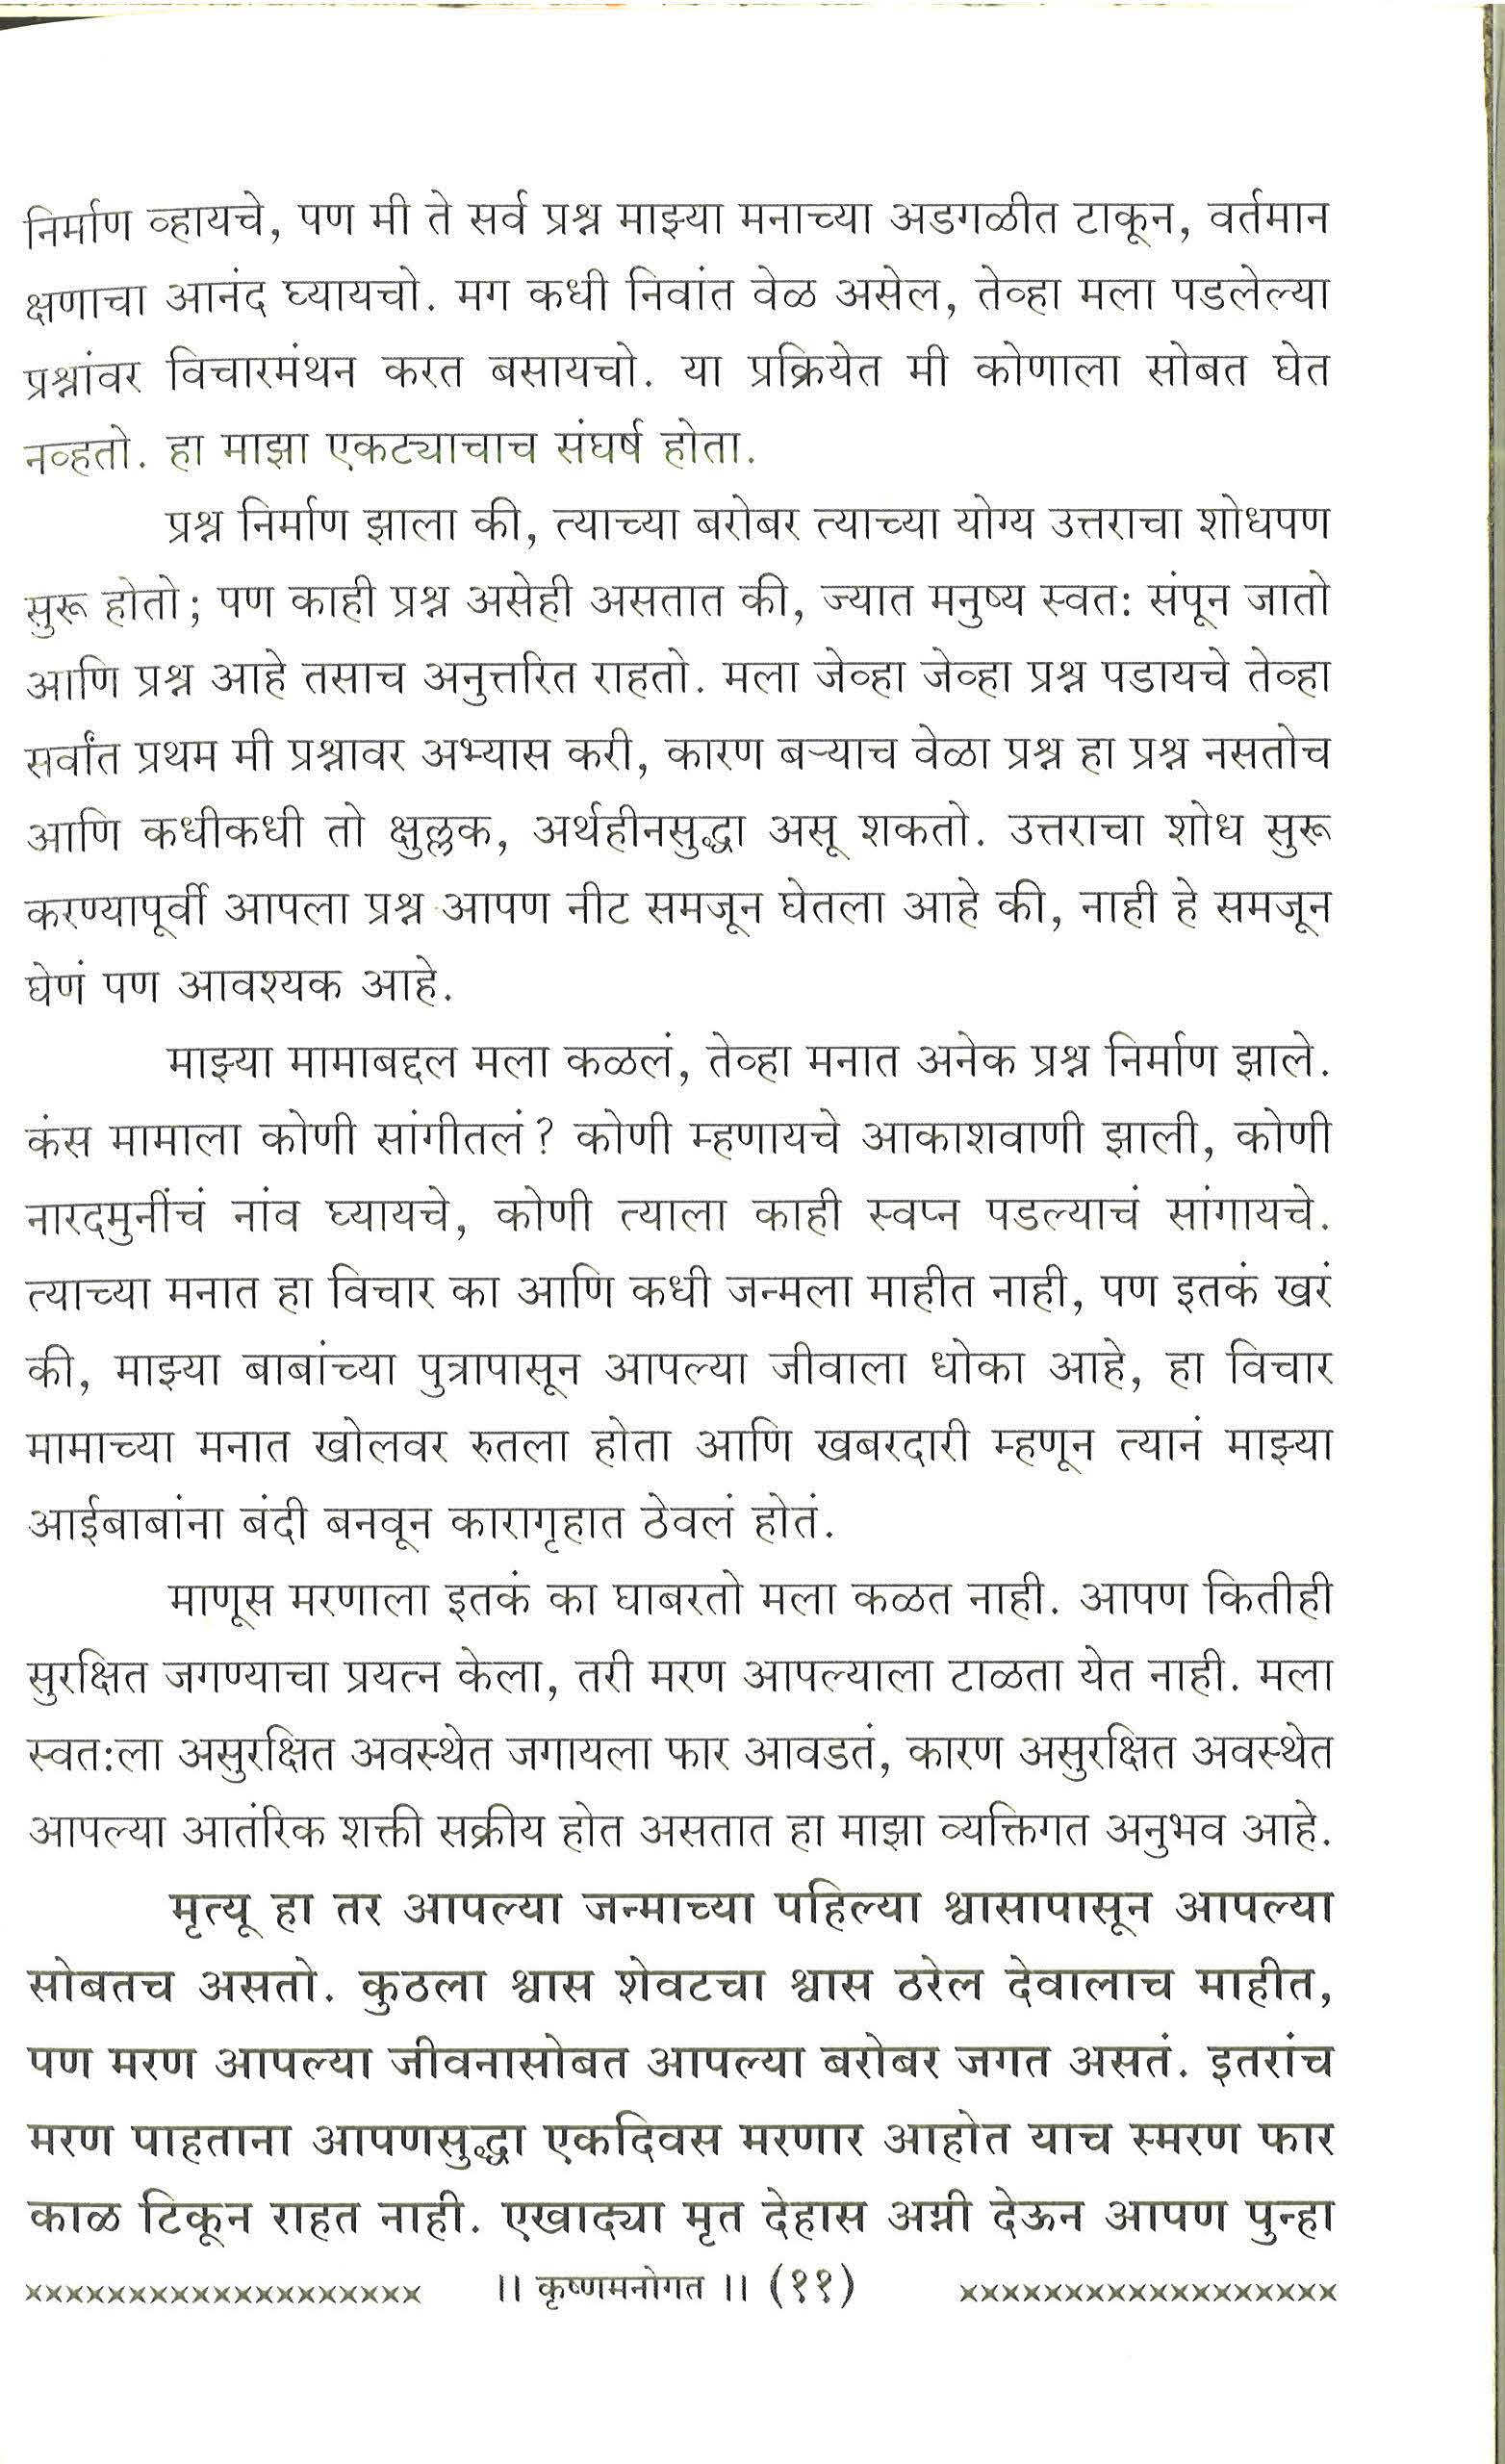 निर्माण व्हायचे, पण मी ते सर्व प्रश्न माझ्या मनाच्या अडगळीत टाकून, वर्तमान
क्षणाचा आनंद घ्यायचो. मग कधी निवांत वेळ असेल, तेव्हा मला पडलेल्या
प्रश्नांवर विचारमंथन करत बसायचो. या प्रक्रियेत मी कोणाला सोबत घेत
नव्हतो. हा माझा एकट्याचाच संघर्ष होता.
प्रश्न निर्माण झाला की, त्याच्या बरोबर त्याच्या योग्य उत्तराचा शोधपण
सुरू होतो; पण काही प्रश्न असेही असतात की, ज्यात मनुष्य स्वत: संपून जातो
आणि प्रश्न आहे तसाच अनुत्तरित राहतो. मला जेव्हा जेव्हा प्रश्न पडायचे तेव्हा
सर्वांत प्रथम मी प्रश्नावर अभ्यास करी, कारण बऱ्याच वेळा प्रश्न हा प्रश्न नसतोच
आणि कधीकधी तो क्षुल्लक, अर्थहीनसुद्धा असू शकतो. उत्तराचा शोध सुरू
करण्यापूर्वी आपला प्रश्न आपण नीट समजून घेतला आहे की, नाही हे समजून
घेणं पण आवश्यक आहे.
माझ्या मामाबद्दल मला कळलं, तेव्हा मनात अनेक प्रश्न निर्माण झाले.
कंस मामाला कोणी सांगीतलं? कोणी म्हणायचे आकाशवाणी झाली, कोणी
नारदमुनींचं नांव घ्यायचे, कोणी त्याला काही स्वप्न पडल्याचं सांगायचे.
त्याच्या मनात हा विचार का आणि कधी जन्मला माहीत नाही, पण इतकं खरं
की, माझ्या बाबांच्या पुत्रापासून आपल्या जीवाला धोका आहे, हा विचार
मामाच्या मनात खोलवर रुतला होता आणि खबरदारी म्हणून त्यानं माझ्या
आईबाबांना बंदी बनवून कारागृहात ठेवलं होतं.
माणूस मरणाला इतकं का घाबरतो मला कळत नाही. आपण कितीही
सुरक्षित जगण्याचा प्रयत्न केला, तरी मरण आपल्याला टाळता येत नाही. मला
स्वत:ला असुरक्षित अवस्थेत जगायला फार आवडतं, कारण असुरक्षित अवस्थेत
आपल्या आतंरिक शक्ती सक्रीय होत असतात हा माझा व्यक्तिगत अनुभव आहे.
मृत्यू हा तर आपल्या जन्माच्या पहिल्या श्वासापासून आपल्या
सोबतच असतो. कुठला श्वास शेवटचा श्वास ठरेल देवालाच माहीत,
पण मरण आपल्या जीवनासोबत आपल्या बरोबर जगत असतं. इतरांच
मरण पाहताना आपणसुद्धा एकदिवस मरणार आहोत याच स्मरण फार
काळ टिकून राहत नाही. एखाद्या मृत देहास अग्नी देऊन आपण पुन्हा
।। कृष्णमनोगत ।। (११)